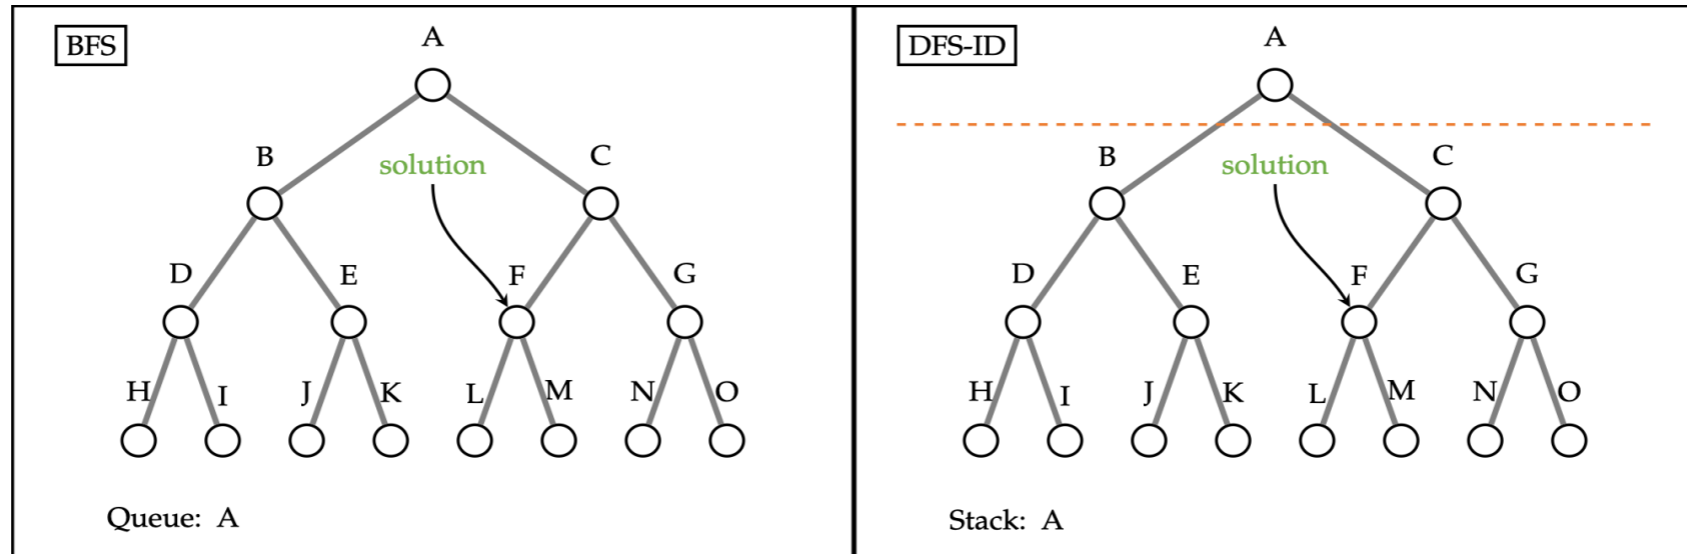 BFS
A
B
solution
C
D
E
F
G
H
I
J
K
L
M
N
O
Queue: A
DFS-ID
A
B
solution
C
D
E
F
G
H
I
J
K
L
M
N
O
Stack: A